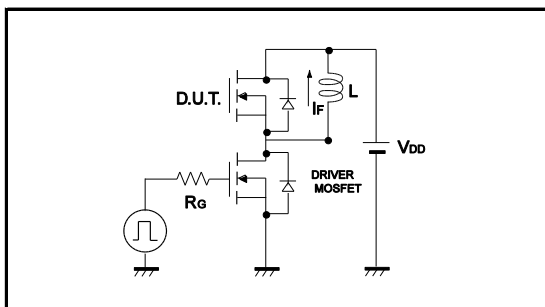 D.U.T.
IF
L
VDD
DRIVER
MOSFET
RG